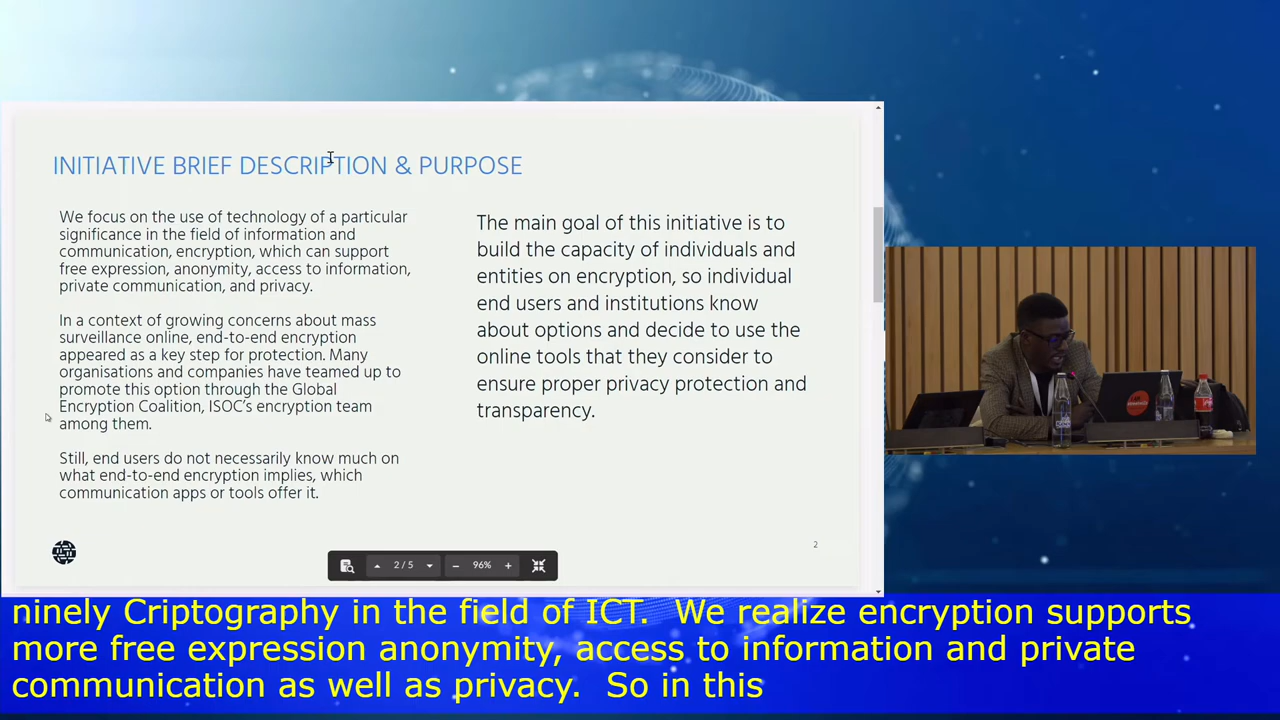 INITIATIVE BRIEF DESCRIPTION & PURPOSE
We focus on the use of technology of a particular
significance in the field of information and
communication, encryption, which can support
free expression, anonymity, access to information,
private communication, and privacy.
In a context of growing concerns about mass
surveillance online, end-to-end encryption
appeared as a key step for protection. Many
organisations and companies have teamed up to
promote this option through the Global
Encryption Coalition, ISOC's encryption team
among them.
Still, end users do not necessarily know much on
what end-to-end encryption implies, which
communication apps or tools offer it.
The main goal of this initiative is to
build the capacity of individuals and
entities on encryption, so individual
end users and institutions know
about options and decide to use the
online tools that they consider to
ensure proper privacy protection and
transparency.
2
2 / 5
96%
ninely Criptography in the field of ICT. We realize encryption supports
more free expression anonymity, access to information and private
communication as well as privacy. So in this